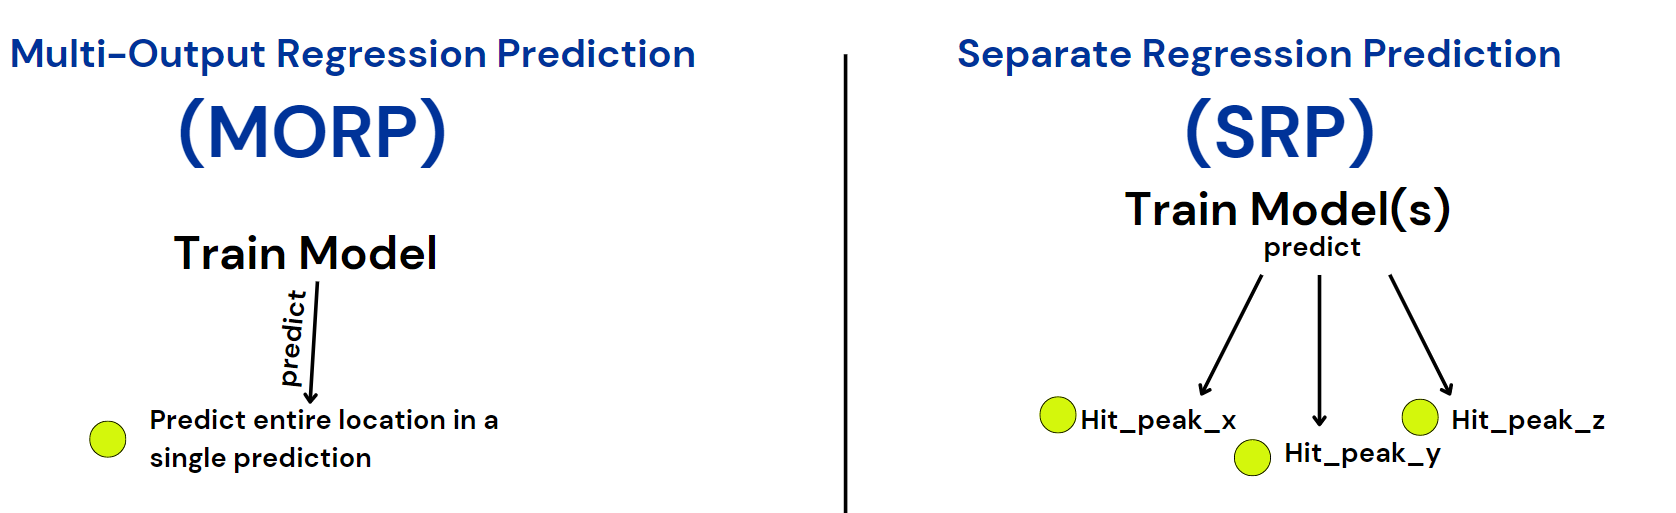 Multi-Output Regression Prediction
(MORP)
Train Model
predict
Predict entire location in a
single prediction
Separate Regression Prediction
(SRP)
Train Model(s)
predict
Hit_peak_x
Hit_peak_y
Hit_peak_z